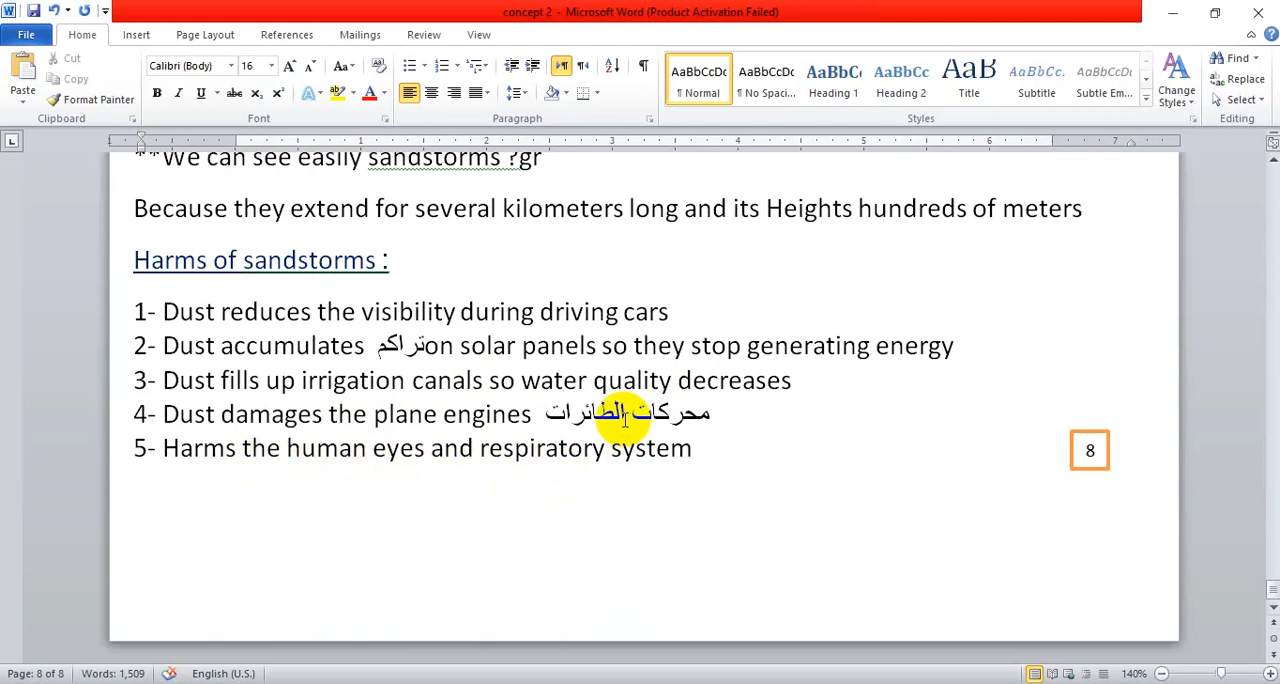 concept 2 - Microsoft Word (Product Activation Failed)
File Home Insert Page Layout References Mailings Review View
Cut
Copy
Format Painter
Paste
Calibri (Body) 16
Change Styles
AaBbCcDc AaBbCcDc AaBbCc AaBbCc AaB AaBbCc. AaBbCcDc
¶ Normal ¶ No Spaci... Heading 1 Heading 2 Title Subtitle Subtle Em...
Find
Replace
Select
Clipboard Font Paragraph Styles Editing
**We can see easily sandstorms ?gr
Because they extend for several kilometers long and its Heights hundreds of meters
Harms of sandstorms :
1- Dust reduces the visibility during driving cars
2- Dust accumulates تراكم on solar panels so they stop generating energy
3- Dust fills up irrigation canals so water quality decreases
4- Dust damages the plane engines محركات الطائرات
5- Harms the human eyes and respiratory system
8
Page: 8 of 8 Words: 1,509 English (U.S.) 140%